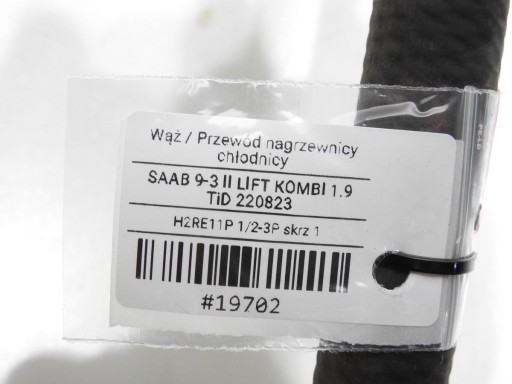 Wąż / Przewód nagrzewnicy
chłodnicy
SAAB 9-3 II LIFT KOMBI 1.9
TiD 220823
H2RE11P 1/2-3P skrz 1
#19702